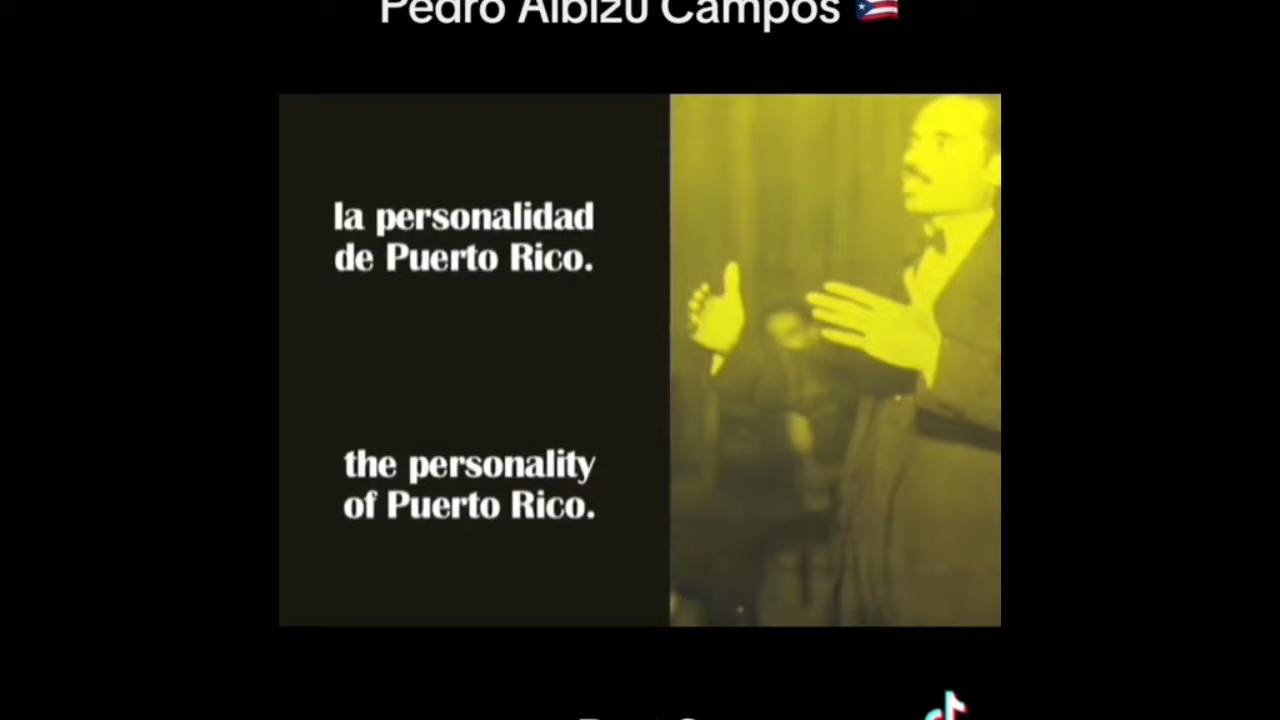 Pedro Albizu Campos 🇵🇷
la personalidad
de Puerto Rico.
the personality
of Puerto Rico.